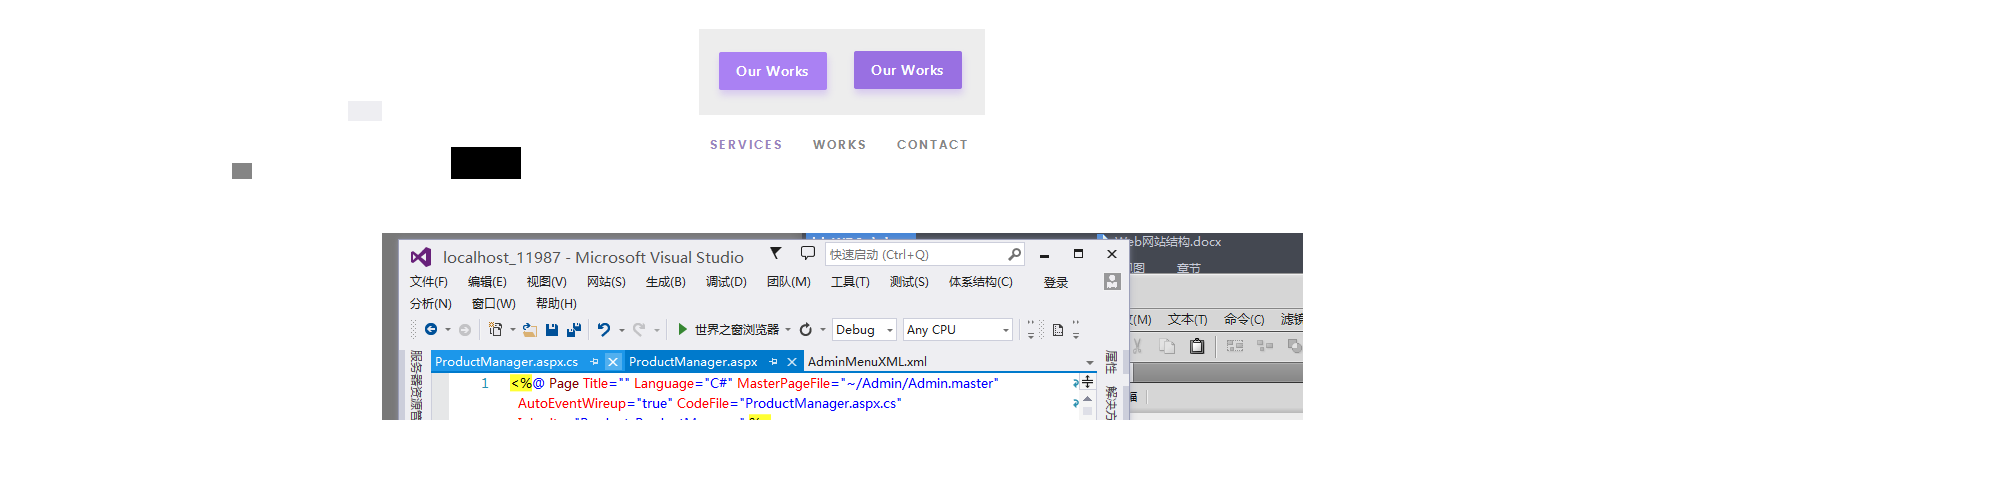 Our Works Our Works
SERVICES WORKS CONTACT
Web网站结构.docx
localhost_11987 - Microsoft Visual Studio 快速启动 (Ctrl+Q)
章节
文件(F) 编辑(E) 视图(V) 网站(S) 生成(B) 调试(D) 团队(M) 工具(T) 测试(S) 体系结构(C) 登录
分析(N) 窗口(W) 帮助(H)
(M) 文本(T) 命令(C) 滤镜
世界之窗浏览器 Debug Any CPU
ProductManager.aspx.cs ProductManager.aspx AdminMenuXML.xml
服务器资源管
属性
解决方
1 <%@ Page Title="" Language="C#" MasterPageFile="~/Admin/Admin.master"
AutoEventWireup="true" CodeFile="ProductManager.aspx.cs"